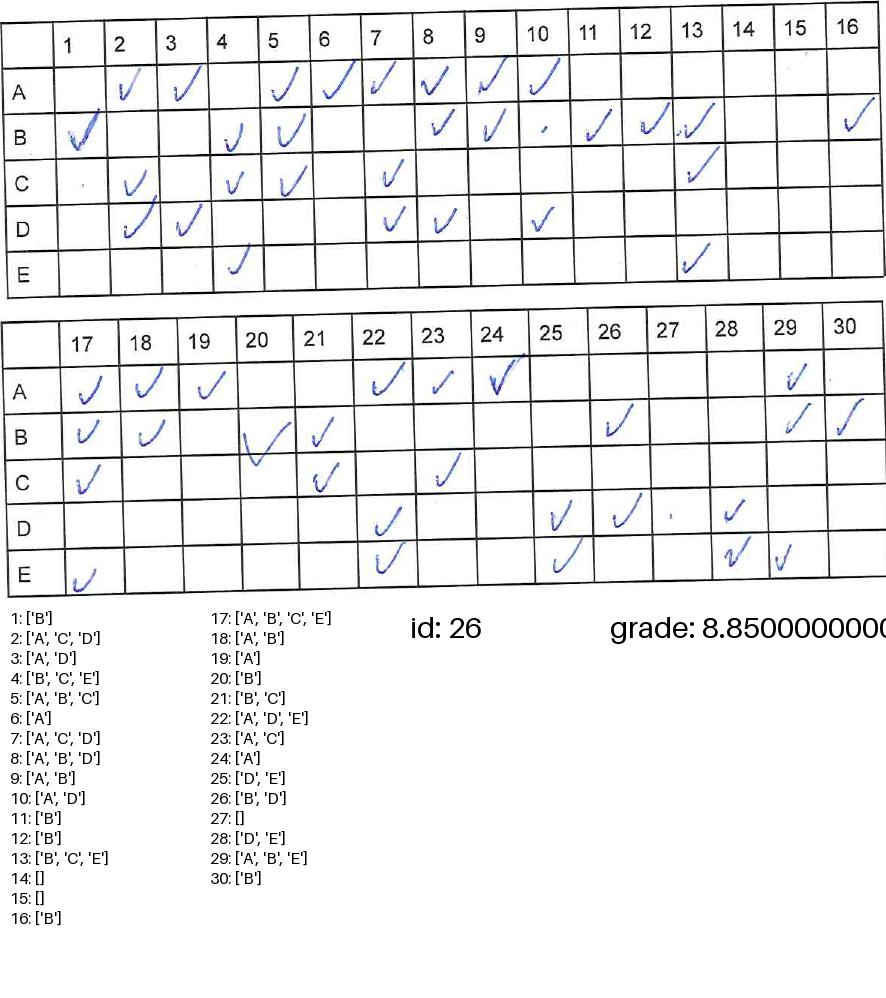 1 2 3 4 5 6 7 8 9 10 11 12 13 14 15 16
A ✓ ✓ ✓ ✓ ✓ ✓ ✓ ✓
B ✓ ✓ ✓ ✓ ✓ ✓ ✓ ✓ ✓
C ✓ ✓ ✓ ✓ ✓
D ✓ ✓ ✓ ✓ ✓
E ✓ ✓
17 18 19 20 21 22 23 24 25 26 27 28 29 30
A ✓ ✓ ✓ ✓ ✓ ✓ ✓
B ✓ ✓ ✓ ✓ ✓ ✓ ✓
C ✓ ✓ ✓
D ✓ ✓ ✓ ✓
E ✓ ✓ ✓ ✓ ✓
1: ['B']
2: ['A', 'C', 'D']
3: ['A', 'D']
4: ['B', 'C', 'E']
5: ['A', 'B', 'C']
6: ['A']
7: ['A', 'C', 'D']
8: ['A', 'B', 'D']
9: ['A', 'B']
10: ['A', 'D']
11: ['B']
12: ['B']
13: ['B', 'C', 'E']
14: []
15: []
16: ['B']
17: ['A', 'B', 'C', 'E']
18: ['A', 'B']
19: ['A']
20: ['B']
21: ['B', 'C']
22: ['A', 'D', 'E']
23: ['A', 'C']
24: ['A']
25: ['D', 'E']
26: ['B', 'D']
27: []
28: ['D', 'E']
29: ['A', 'B', 'E']
30: ['B']
id: 26
grade: 8.8500000000